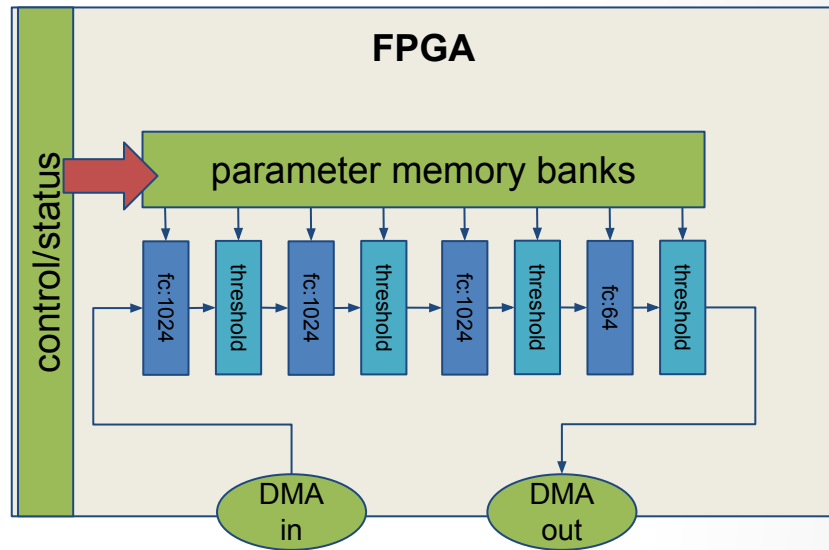 FPGA
control/status
parameter memory banks
fc:1024
threshold
fc:1024
threshold
fc:1024
threshold
fc:64
threshold
DMA
in
DMA
out